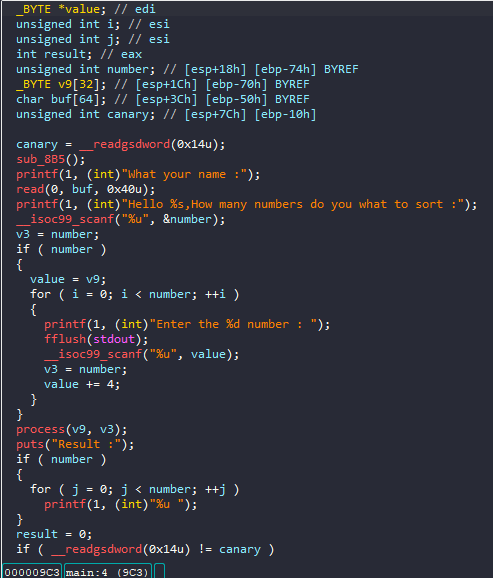 _BYTE *value; // edi
unsigned int i; // esi
unsigned int j; // esi
int result; // eax
unsigned int number; // [esp+18h] [ebp-74h] BYREF
_BYTE v9[32]; // [esp+1Ch] [ebp-70h] BYREF
char buf[64]; // [esp+3Ch] [ebp-50h] BYREF
unsigned int canary; // [esp+7Ch] [ebp-10h]
canary = __readgsdword(0x14u);
sub_8B5();
printf(1, (int)"What your name :");
read(0, buf, 0x40u);
printf(1, (int)"Hello %s,How many numbers do you what to sort :");
__isoc99_scanf("%u", &number);
v3 = number;
if ( number )
{
value = v9;
for ( i = 0; i < number; ++i )
{
printf(1, (int)"Enter the %d number : ");
fflush(stdout);
__isoc99_scanf("%u", value);
v3 = number;
value += 4;
}
}
process(v9, v3);
puts("Result :");
if ( number )
{
for ( j = 0; j < number; ++j )
printf(1, (int)"%u ");
}
result = 0;
if ( __readgsdword(0x14u) != canary )
000009C3 main:4 (9C3)